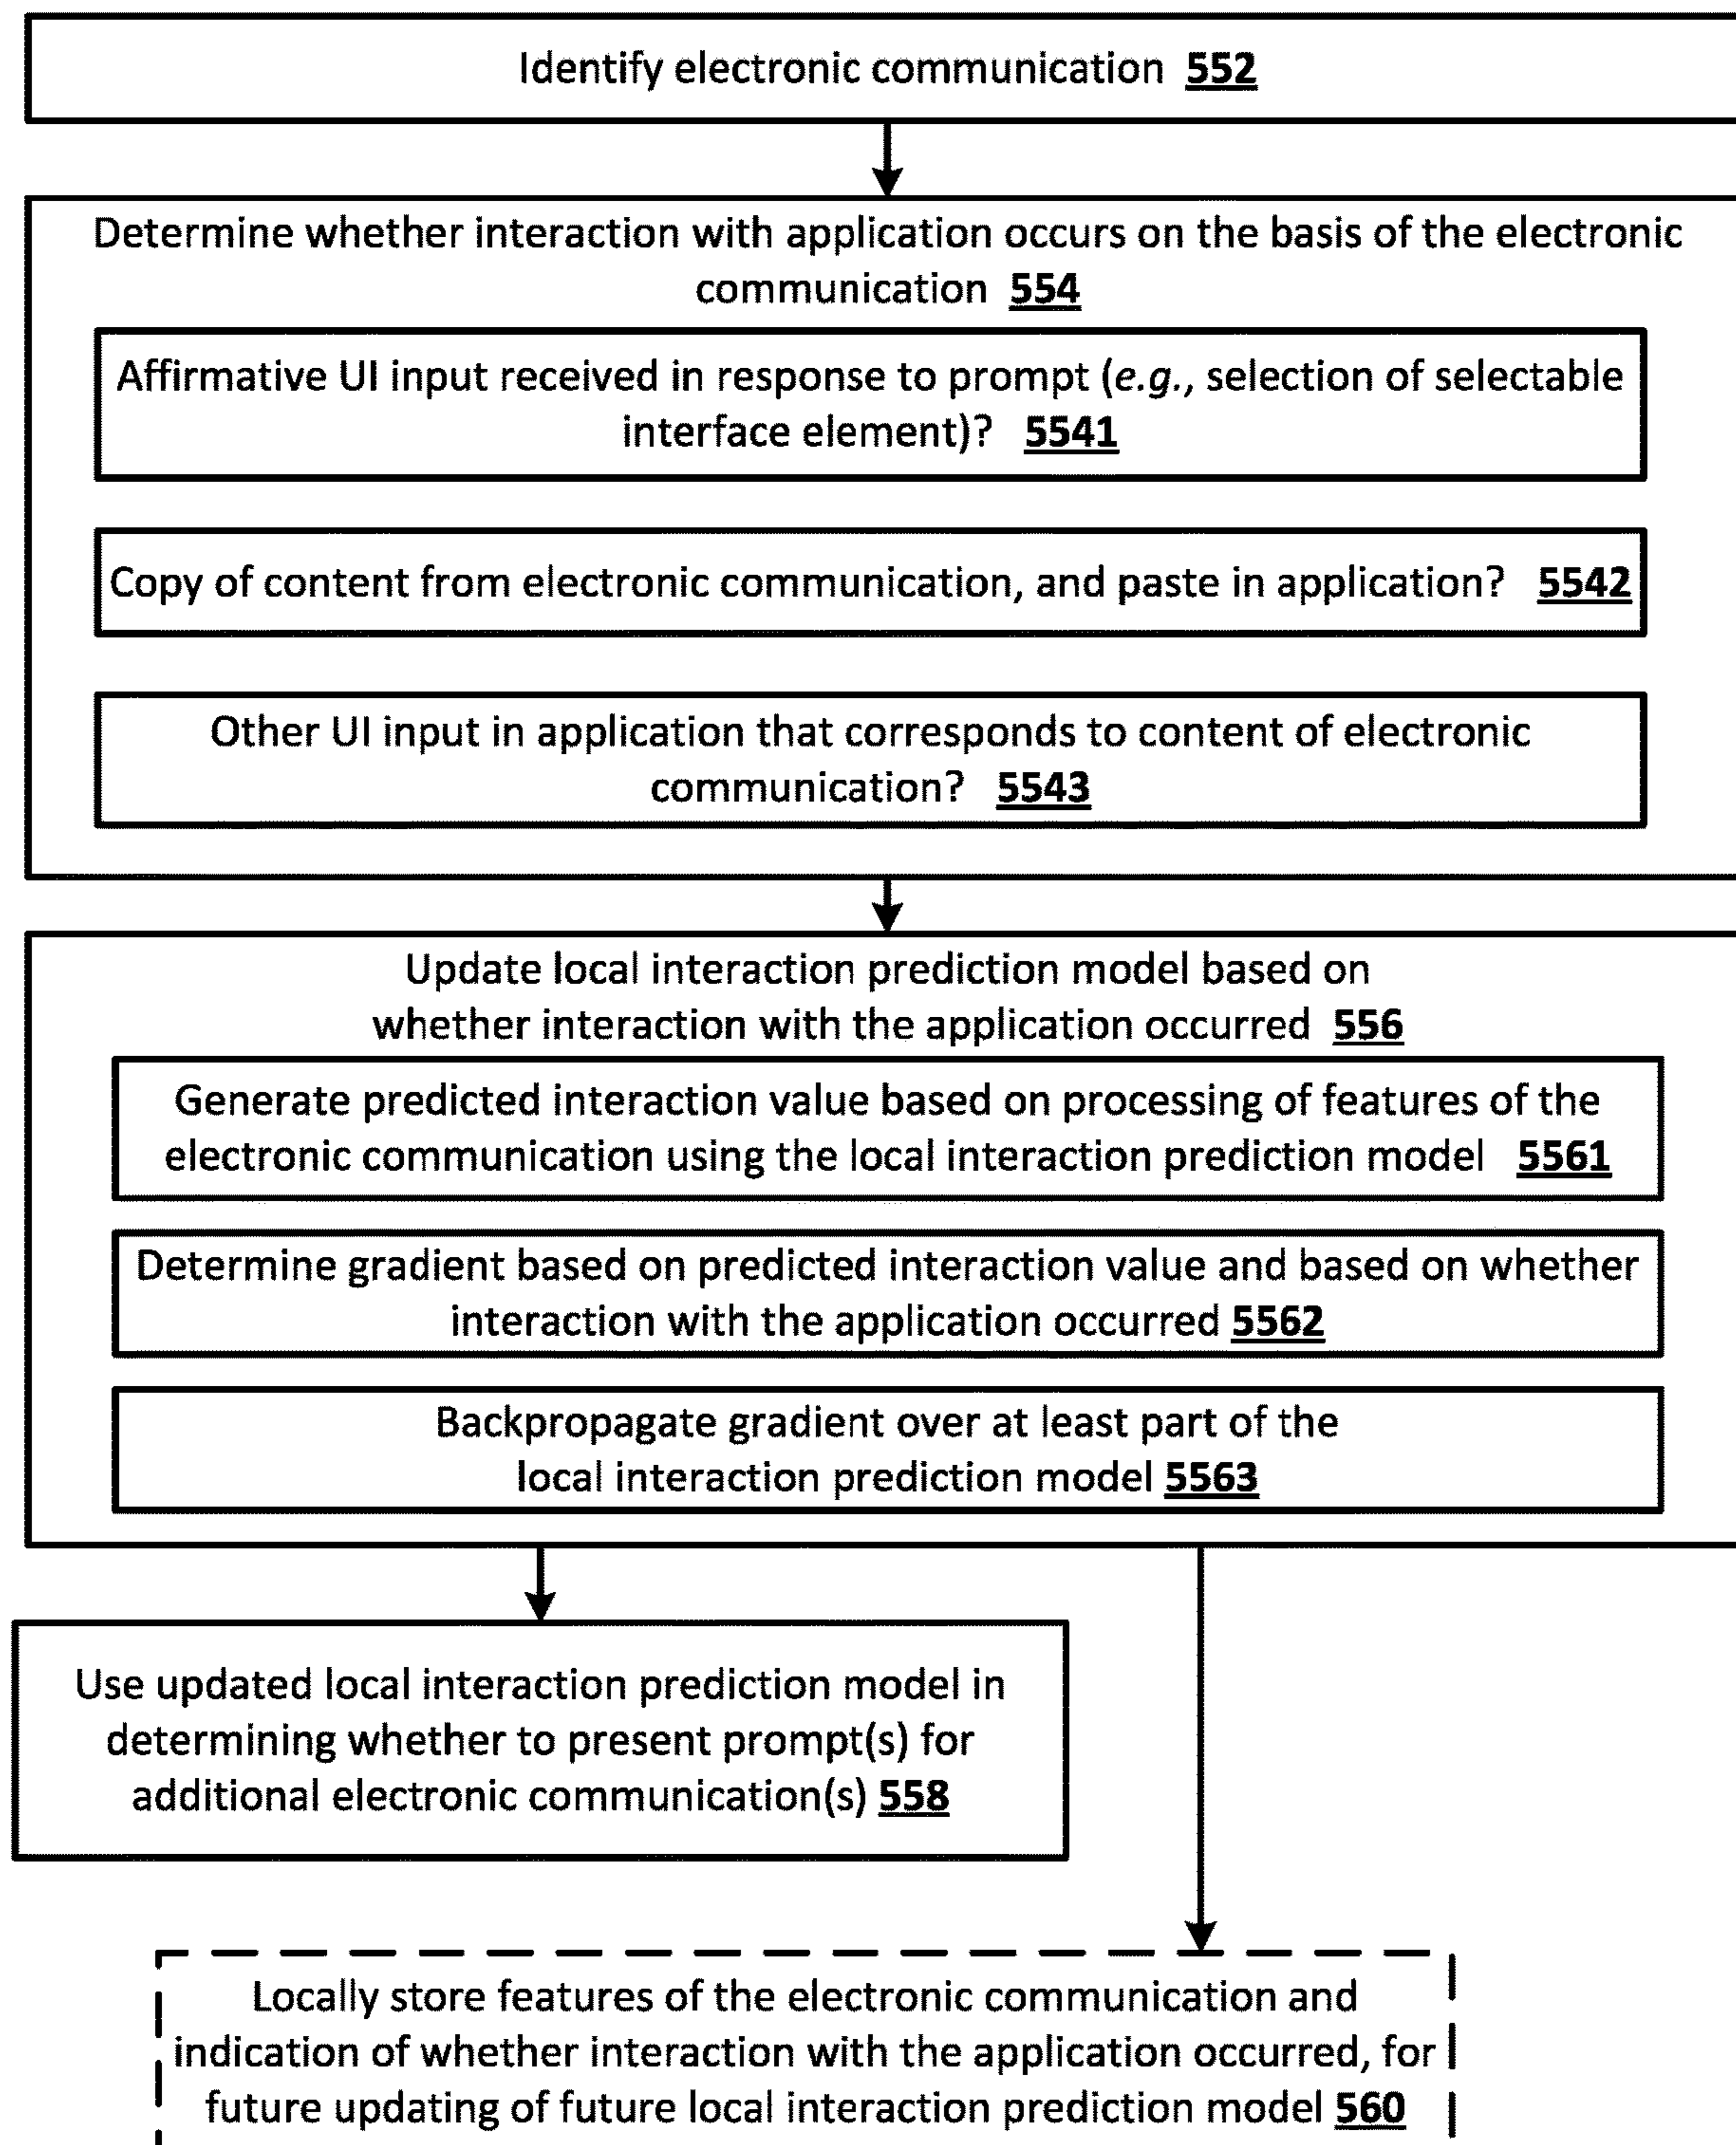 Identify electronic communication 552
Determine whether interaction with application occurs on the basis of the electronic
communication 554
Affirmative UI input received in response to prompt (e.g., selection of selectable
interface element)? 5541
Copy of content from electronic communication, and paste in application? 5542
Other UI input in application that corresponds to content of electronic
communication? 5543
Update local interaction prediction model based on
whether interaction with the application occurred 556
Generate predicted interaction value based on processing of features of the
electronic communication using the local interaction prediction model 5561
Determine gradient based on predicted interaction value and based on whether
interaction with the application occurred 5562
Backpropagate gradient over at least part of the
local interaction prediction model 5563
Use updated local interaction prediction model in
determining whether to present prompt(s) for
additional electronic communication(s) 558
Locally store features of the electronic communication and
indication of whether interaction with the application occurred, for
future updating of future local interaction prediction model 560